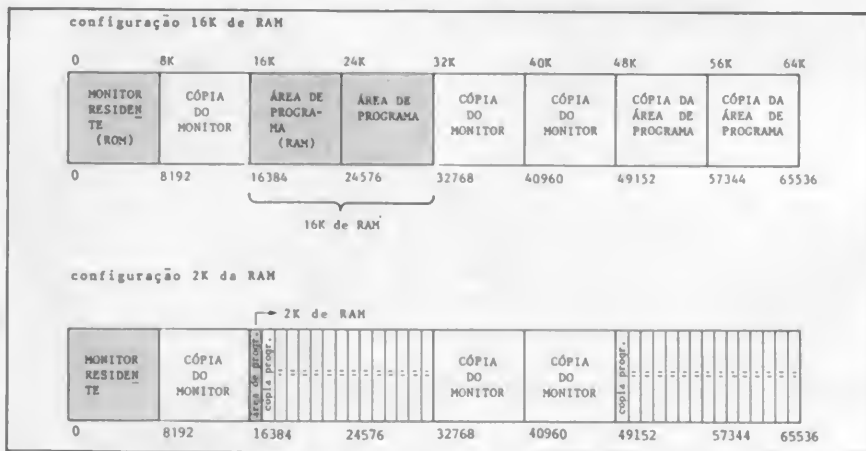 configuração 16K de RAM
0 8K 16K 24K 32K 40K 48K 56K 64K
MONITOR
RESIDEN
TE
(ROM)
CÓPIA
DO
MONITOR
ÁREA DE
PROGRA-
MA
(RAM)
ÁREA DE
PROGRAMA
CÓPIA
DO
MONITOR
CÓPIA
DO
MONITOR
CÓPIA DA
ÁREA DE
PROGRAMA
CÓPIA DA
ÁREA DE
PROGRAMA
0 8192 16384 24576 32768 40960 49152 57344 65536
16K de RAM
configuração 2K da RAM
2K de RAM
MONITOR
RESIDEN
TE
CÓPIA
DO
MONITOR
área de progr.
copia progr.
CÓPIA
DO
MONITOR
CÓPIA
DO
MONITOR
copia progr.
0 8192 16384 24576 32768 40960 49152 57344 65536